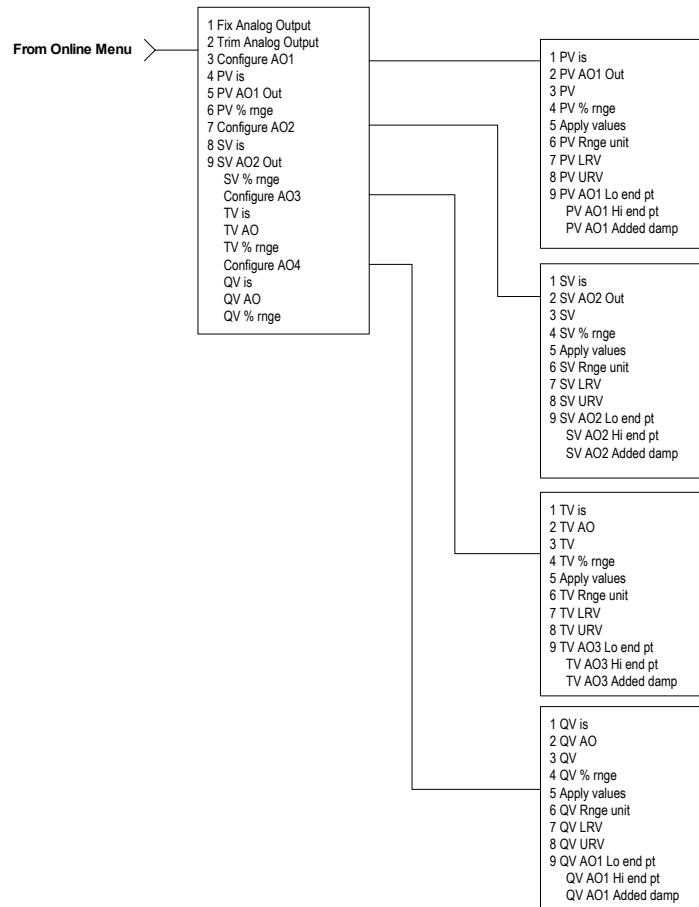 From Online Menu
1 Fix Analog Output
2 Trim Analog Output
3 Configure AO1
4 PV is
5 PV AO1 Out
6 PV % rnge
7 Configure AO2
8 SV is
9 SV AO2 Out
SV % rnge
Configure AO3
TV is
TV AO
TV % rnge
Configure AO4
QV is
QV AO
QV % rnge
1 PV is
2 PV AO1 Out
3 PV
4 PV % rnge
5 Apply values
6 PV Rnge unit
7 PV LRV
8 PV URV
9 PV AO1 Lo end pt
PV AO1 Hi end pt
PV AO1 Added damp
1 SV is
2 SV AO2 Out
3 SV
4 SV % rnge
5 Apply values
6 SV Rnge unit
7 SV LRV
8 SV URV
9 SV AO2 Lo end pt
SV AO2 Hi end pt
SV AO2 Added damp
1 TV is
2 TV AO
3 TV
4 TV % rnge
5 Apply values
6 TV Rnge unit
7 TV LRV
8 TV URV
9 TV AO3 Lo end pt
TV AO3 Hi end pt
TV AO3 Added damp
1 QV is
2 QV AO
3 QV
4 QV % rnge
5 Apply values
6 QV Rnge unit
7 QV LRV
8 QV URV
9 QV AO1 Lo end pt
QV AO1 Hi end pt
QV AO1 Added damp